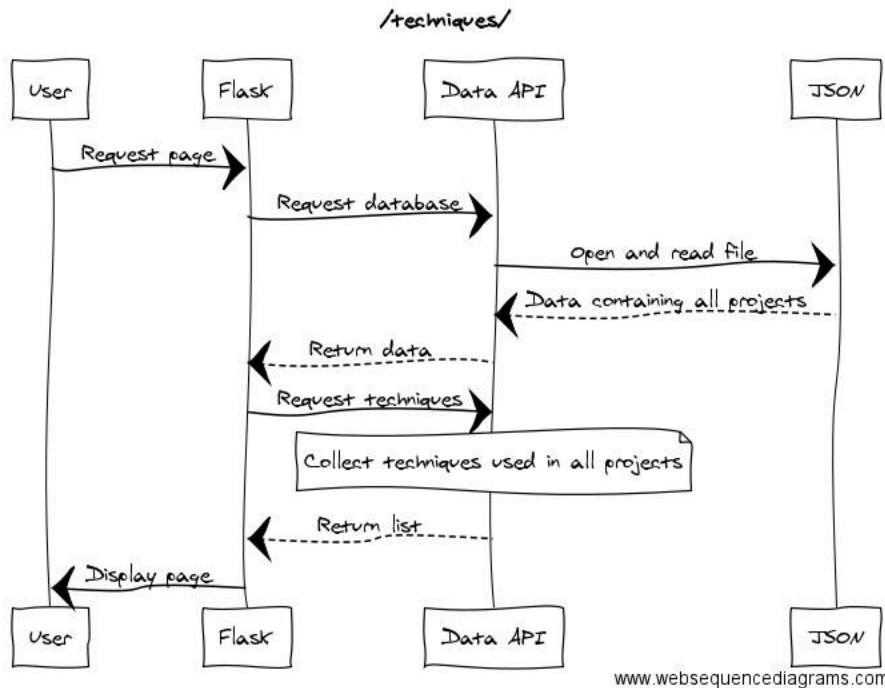 /techniques/
User
Flask
Data API
JSON
Request page
Request database
Open and read file
Data containing all projects
Return data
Request techniques
Collect techniques used in all projects
Return list
Display page
User
Flask
Data API
JSON
www.websequencediagrams.com